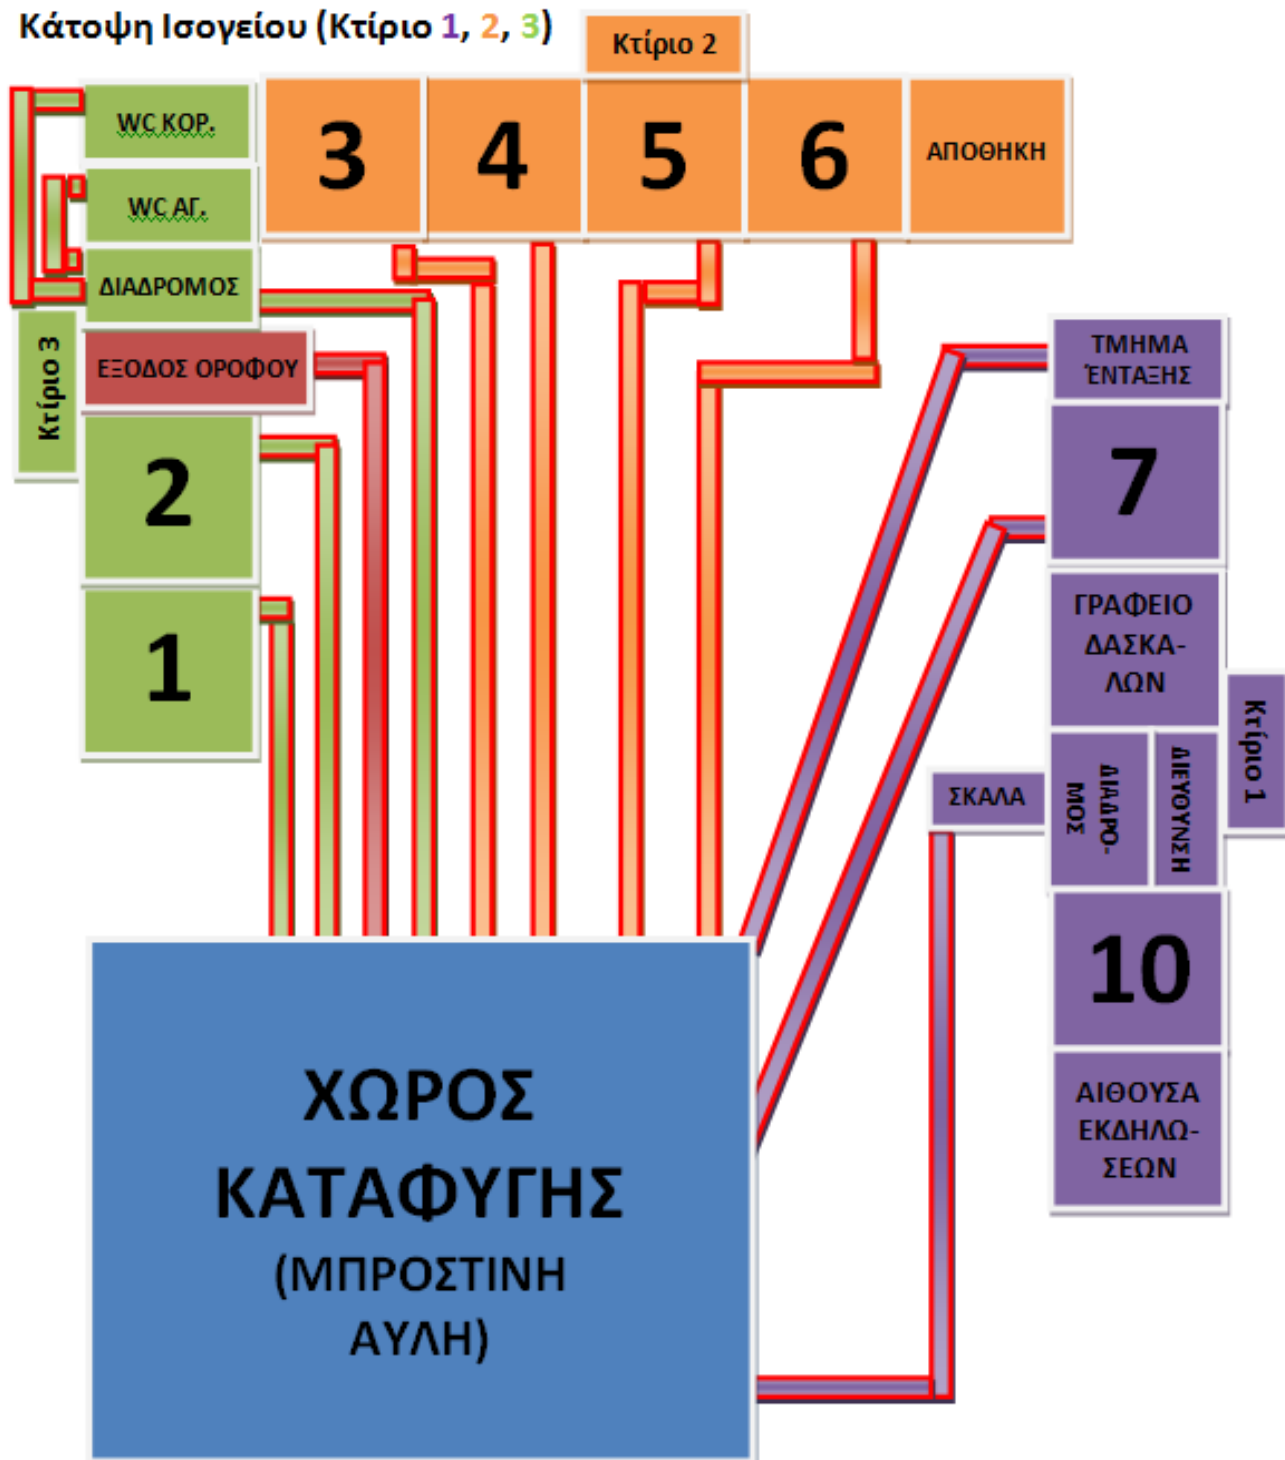 Κάτοψη Ισογείου (Κτίριο 1, 2, 3)
Κτίριο 2
WC ΚΟΡ.
WC ΑΓ.
ΔΙΑΔΡΟΜΟΣ
Κτίριο 3
ΕΞΟΔΟΣ ΟΡΟΦΟΥ
2
1
3
4
5
6
ΑΠΟΘΗΚΗ
ΤΜΗΜΑ
ΈΝΤΑΞΗΣ
7
ΓΡΑΦΕΙΟ
ΔΑΣΚΑ-
ΛΩΝ
Κτίριο 1
ΣΚΑΛΑ
ΔΙΑΔΡΟ-
ΜΟΣ
ΔΙΕΥΘΥΝΣΗ
10
ΑΙΘΟΥΣΑ
ΕΚΔΗΛΩ-
ΣΕΩΝ
ΧΩΡΟΣ
ΚΑΤΑΦΥΓΗΣ
(ΜΠΡΟΣΤΙΝΗ
ΑΥΛΗ)